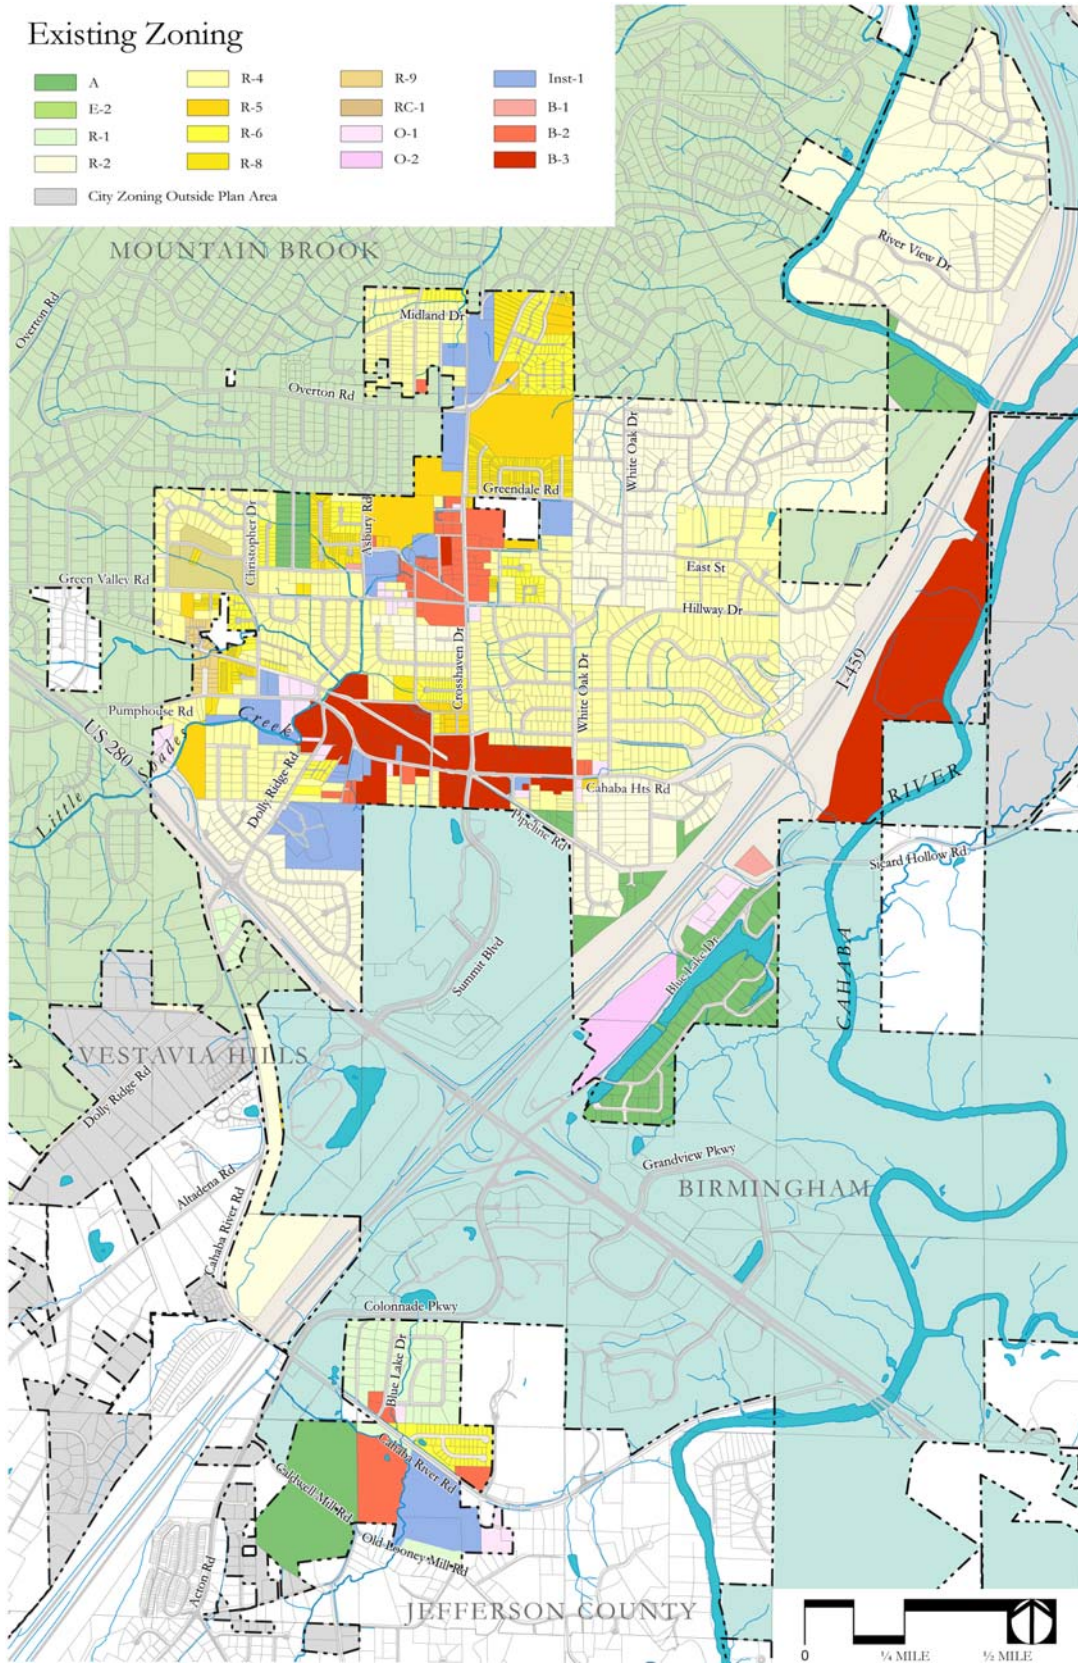 Existing Zoning
A
E-2
R-1
R-2
R-4
R-5
R-6
R-8
R-9
RC-1
O-1
O-2
Inst-1
B-1
B-2
B-3
City Zoning Outside Plan Area
MOUNTAIN BROOK
River View Dr
Overton Rd
Midland Dr
Overton Rd
White Oak Dr
Greendale Rd
Christopher Dr
Asbury Rd
Green Valley Rd
East St
Hillway Dr
Crosshaven Dr
White Oak Dr
I-459
Pumphouse Rd
US 280
Little Shades Creek
Dolly Ridge Rd
Cahaba Hts Rd
Pipeline Rd
CAHABA RIVER
Sicard Hollow Rd
Summit Blvd
Blue Lake Dr
VESTAVIA HILLS
Dolly Ridge Rd
Altadena Rd
Cahaba River Rd
Grandview Pkwy
BIRMINGHAM
Colonnade Pkwy
Blue Lake Dr
Cahaba River Rd
Caldwell Mill Rd
Old Looney Mill Rd
Acton Rd
JEFFERSON COUNTY
0 ¼ MILE ½ MILE